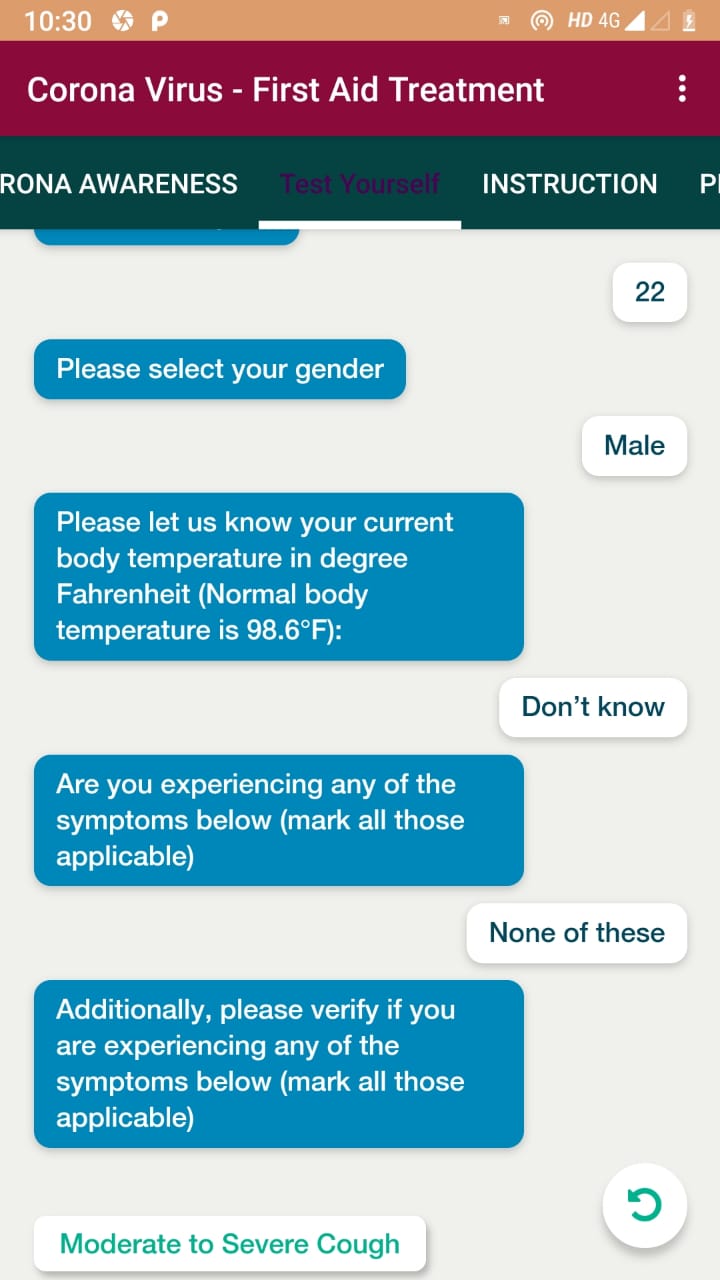 10:30 P HD 4G
Corona Virus - First Aid Treatment
RONA AWARENESS Test Yourself INSTRUCTION
22
Please select your gender
Male
Please let us know your current
body temperature in degree
Fahrenheit (Normal body
temperature is 98.6°F):
Don't know
Are you experiencing any of the
symptoms below (mark all those
applicable)
None of these
Additionally, please verify if you
are experiencing any of the
symptoms below (mark all those
applicable)
Moderate to Severe Cough